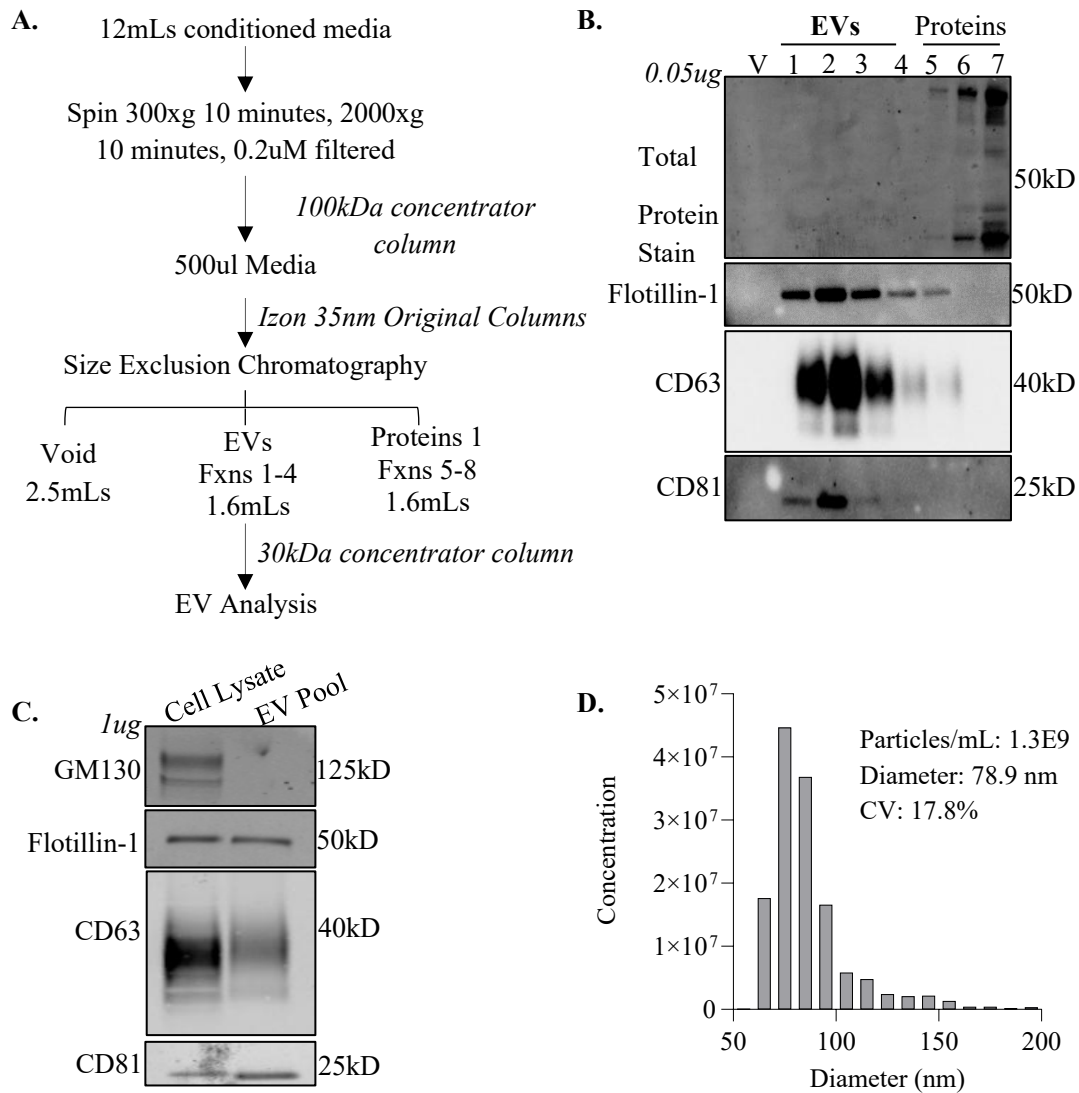 A.
12mLs conditioned media
Spin 300xg 10 minutes, 2000xg
10 minutes, 0.2uM filtered
100kDa concentrator
column
500ul Media
Izon 35nm Original Columns
Size Exclusion Chromatography
Void
2.5mLs
EVs
Fxns 1-4
1.6mLs
Proteins 1
Fxns 5-8
1.6mLs
30kDa concentrator column
EV Analysis
B.
EVs Proteins
V 1 2 3 4 5 6 7
0.05ug
Total
Protein
Stain
50kD
Flotillin-1 50kD
CD63 40kD
CD81 25kD
C.
Cell Lysate
EV Pool
1ug
GM130 125kD
Flotillin-1 50kD
CD63 40kD
CD81 25kD
D.
5×10⁷
4×10⁷
3×10⁷
2×10⁷
1×10⁷
0
Concentration
Particles/mL: 1.3E9
Diameter: 78.9 nm
CV: 17.8%
50 100 150 200
Diameter (nm)